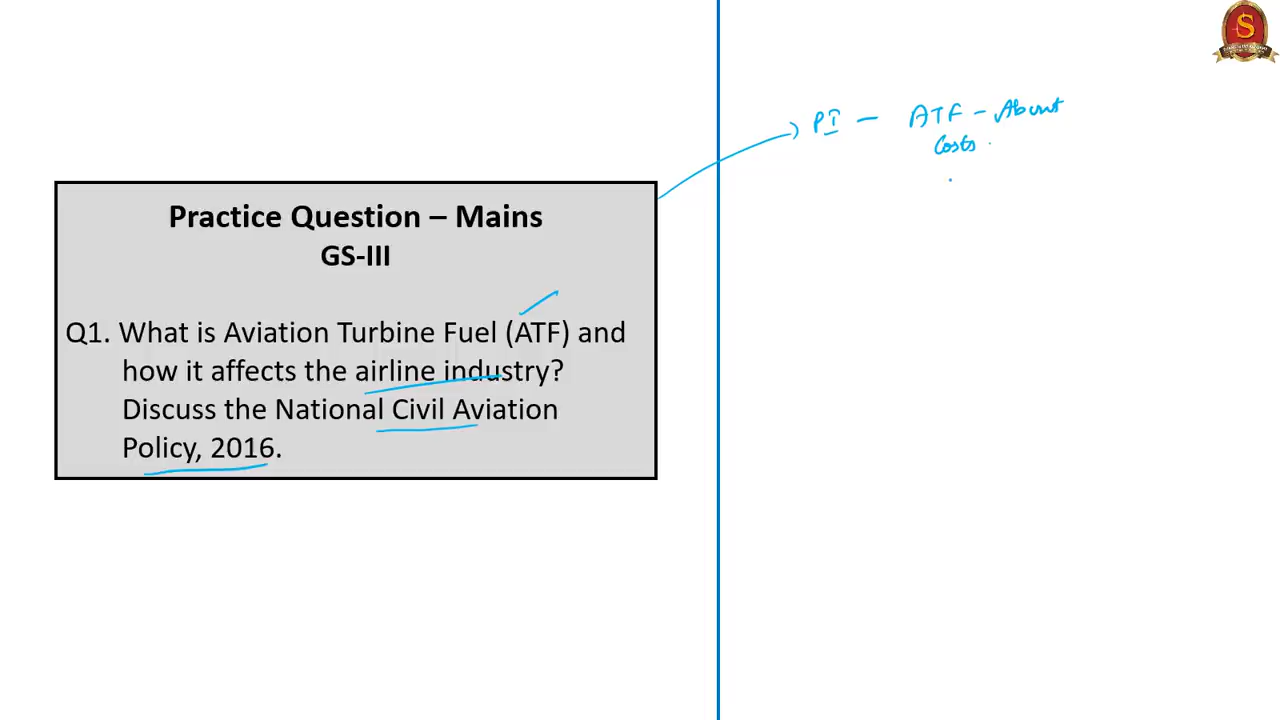 Practice Question – Mains
GS-III
Q1. What is Aviation Turbine Fuel (ATF) and
how it affects the airline industry?
Discuss the National Civil Aviation
Policy, 2016.
PI – ATF – About
Costs
S